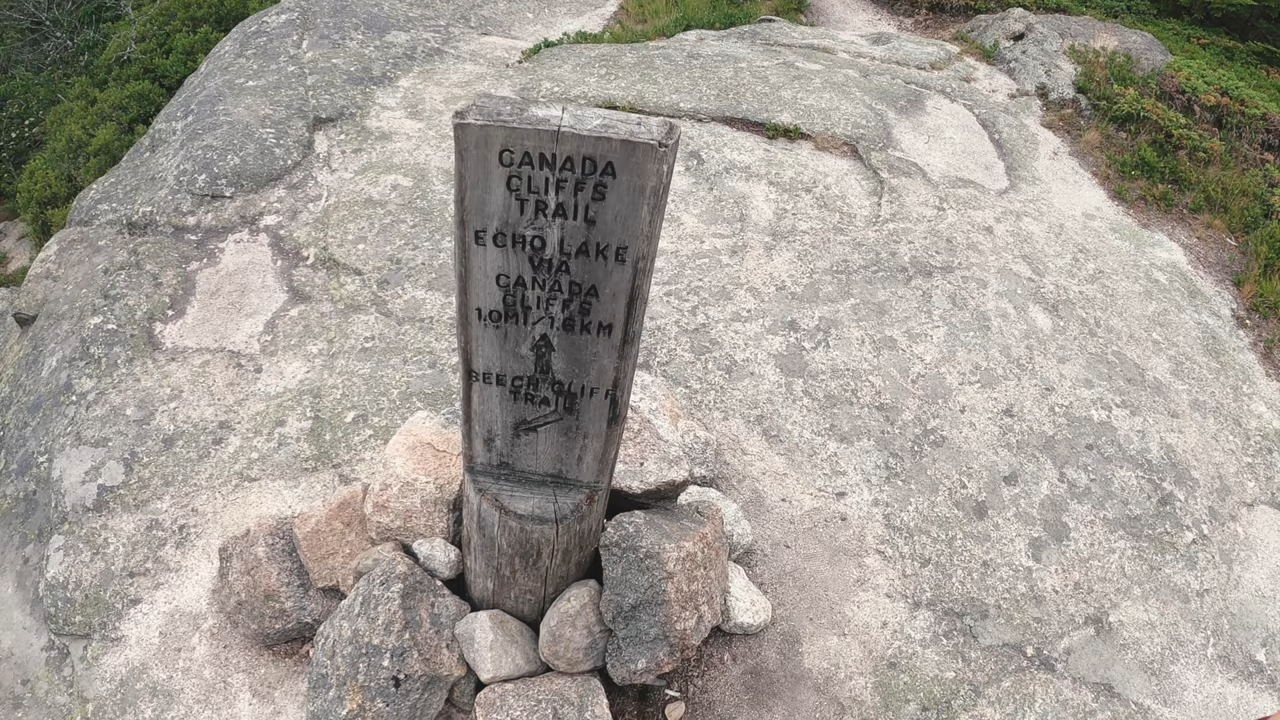 CANADA
CLIFFS
TRAIL
ECHO LAKE
VIA
CANADA
CLIFFS
1.0MI/1.6KM
BEECH CLIFF
TRAIL